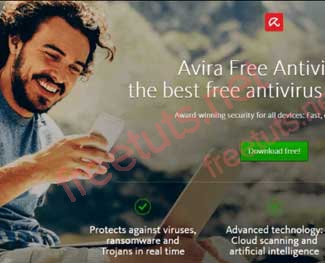 Avira Free Antivi
the best free antivirus
Award-winning security for all devices: Fast,
Download free!
freetuts.net
freetuts.ne
Protects against viruses,
ransomware and
Trojans in real time
Advanced technology:
Cloud scanning and
artificial intelligence